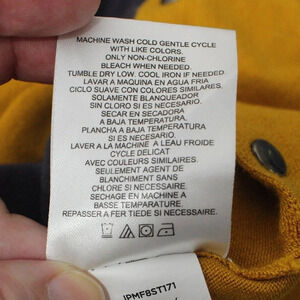 MACHINE WASH COLD GENTLE CYCLE
WITH LIKE COLORS.
ONLY NON-CHLORINE
BLEACH WHEN NEEDED.
TUMBLE DRY LOW. COOL IRON IF NEEDED.
LAVAR A MAQUINA EN AGUA FRIA
CICLO SUAVE CON COLORES SIMILARES.
SOLAMENTE BLANQUEADOR
SIN CLORO SI ES NECESARIO.
SECAR EN SECADORA
A BAJA TEMPERATURA.
PLANCHA A BAJA TEMPERATURA
SI ES NECESARIO.
LAVER A LA MACHINE A L'EAU FROIDE
CYCLE DELICAT
AVEC COULEURS SIMILAIRES.
SEULEMENT AGENT DE
BLANCHIMENT SANS
CHLORE SI NECESSAIRE.
SECHAGE EN MACHINE A
BASSE TEMPERATURE.
REPASSER A FER TIEDE SI NECESSAIRE.
IPMF8ST171